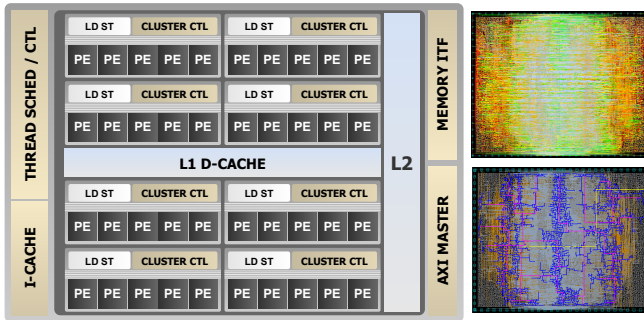 THREAD SCHED / CTL
I-CACHE
LD ST CLUSTER CTL LD ST CLUSTER CTL
PE PE PE PE PE PE PE PE PE PE
LD ST CLUSTER CTL LD ST CLUSTER CTL
PE PE PE PE PE PE PE PE PE PE
L1 D-CACHE
LD ST CLUSTER CTL LD ST CLUSTER CTL
PE PE PE PE PE PE PE PE PE PE
LD ST CLUSTER CTL LD ST CLUSTER CTL
PE PE PE PE PE PE PE PE PE PE
L2
MEMORY ITF
AXI MASTER